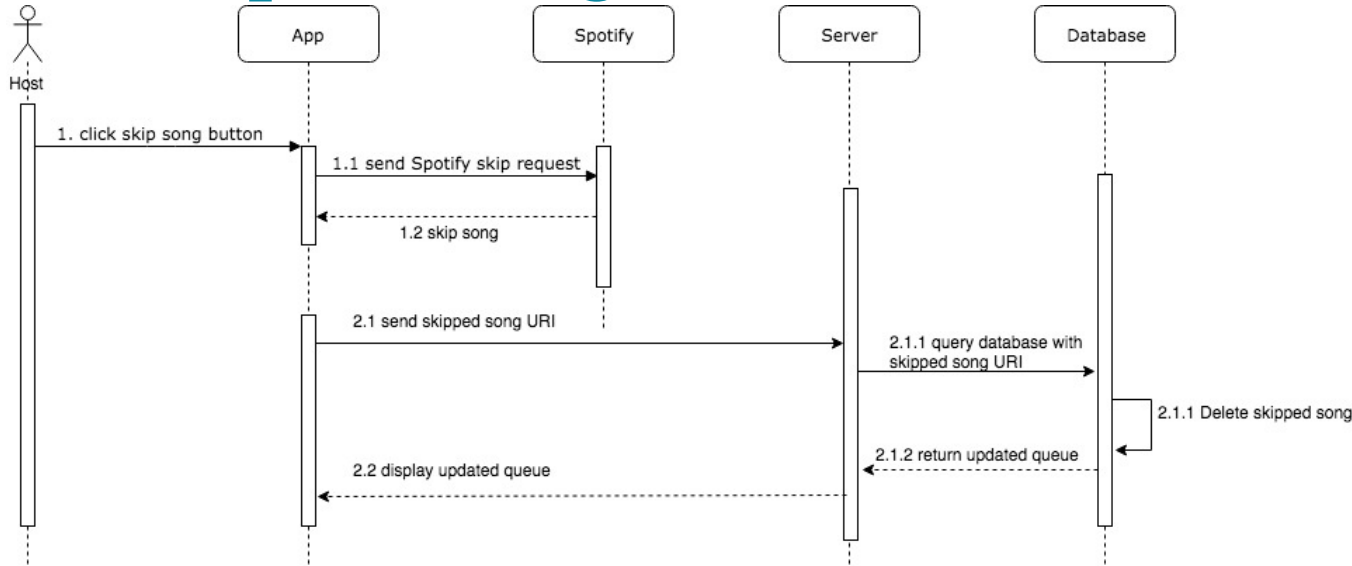 App
Spotify
Server
Database
Host
1. click skip song button
1.1 send Spotify skip request
1.2 skip song
2.1 send skipped song URI
2.1.1 query database with
skipped song URI
2.1.1 Delete skipped song
2.1.2 return updated queue
2.2 display updated queue